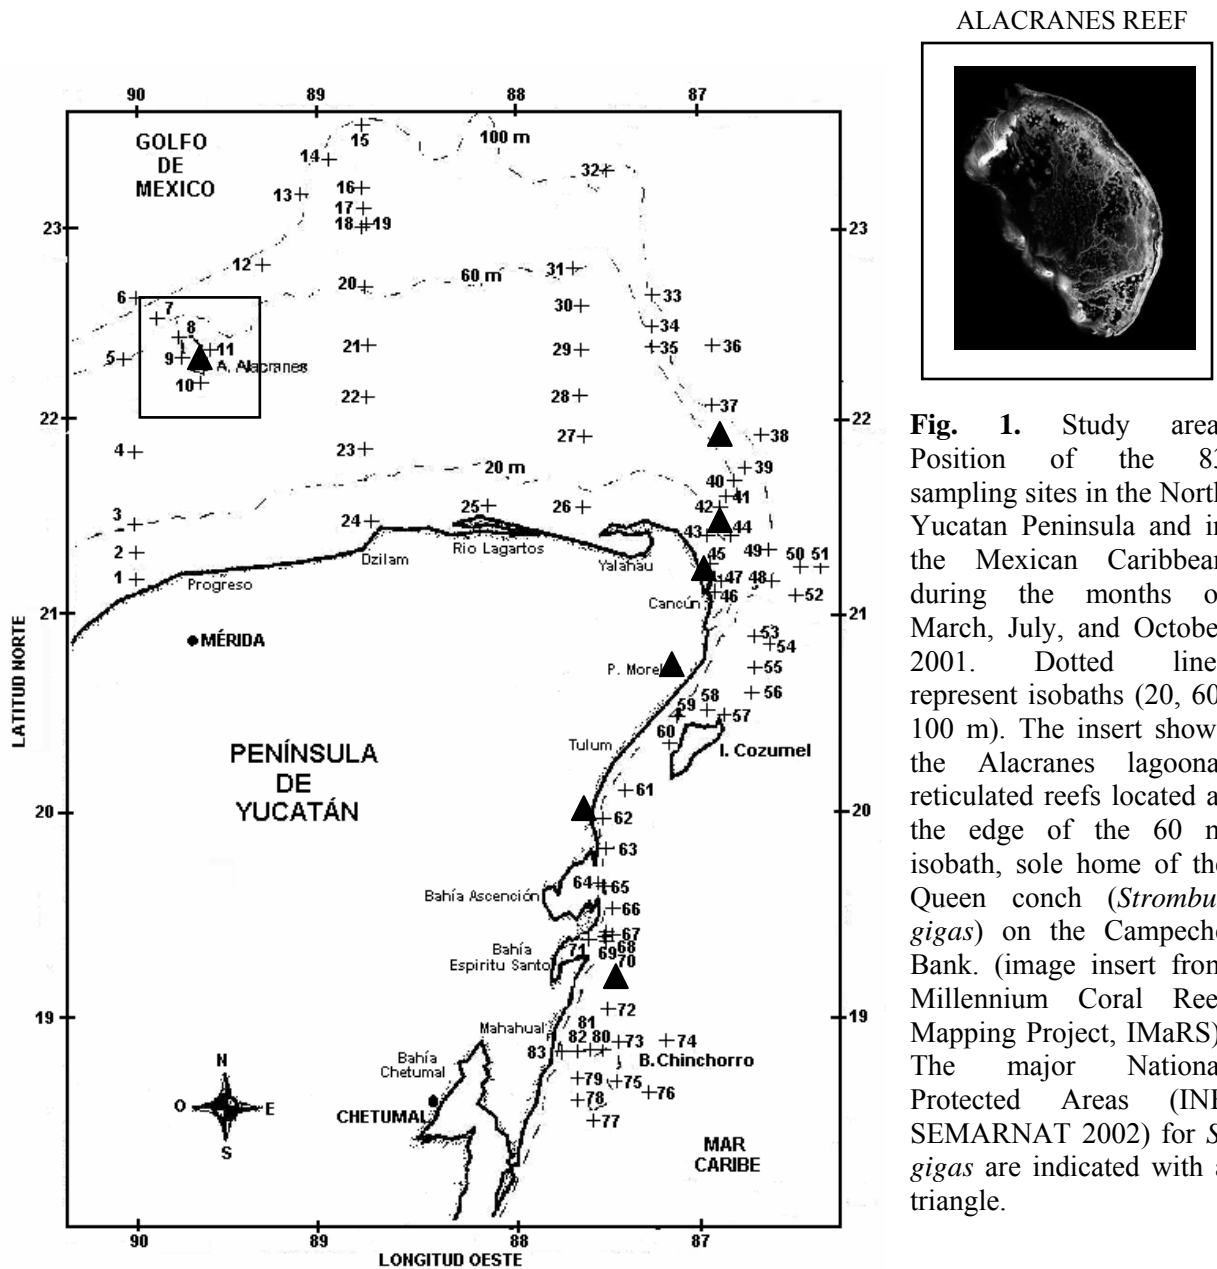 ALACRANES REEF
90 89 88 87
GOLFO
DE
MEXICO
100 m
15
14
32
13
16
17
18 19
23 23
12
31
60 m
20
6
30
33
7
8
34
5
9 11
A. Alacranes
21
29
35
36
10
22
28
37
22 22
4
23
27
38
20 m
39
40
41
25
26
42
3
24
43 44
2
Dzilam
Rio Lagartos
Yalahau
45
49
50 51
1
Progreso
47 48
46
52
Cancún
21 21
MÉRIDA
53
54
P. Morel
55
56
58
59
57
60
Tulum
I. Cozumel
PENÍNSULA
DE
YUCATÁN
61
20 20
62
63
64
65
Bahía Ascención
66
67
68
69
71
70
Bahía
Espiritu Santo
72
19 19
Mahahual
81
82 80
73 74
83
B.Chinchorro
Bahía
Chetumal
79
75
76
78
CHETUMAL
77
N
O E
S
MAR
CARIBE
90 89 88 87
LONGITUD OESTE
LATITUD NORTE
Fig. 1. Study area
Position of the 83
sampling sites in the North
Yucatan Peninsula and in
the Mexican Caribbean
during the months o
March, July, and Octobe
2001. Dotted line
represent isobaths (20, 60
100 m). The insert show
the Alacranes lagoona
reticulated reefs located a
the edge of the 60 m
isobath, sole home of the
Queen conch (Strombu
gigas) on the Campeche
Bank. (image insert from
Millennium Coral Ree
Mapping Project, IMaRS)
The major Nationa
Protected Areas (INE
SEMARNAT 2002) for S
gigas are indicated with a
triangle.